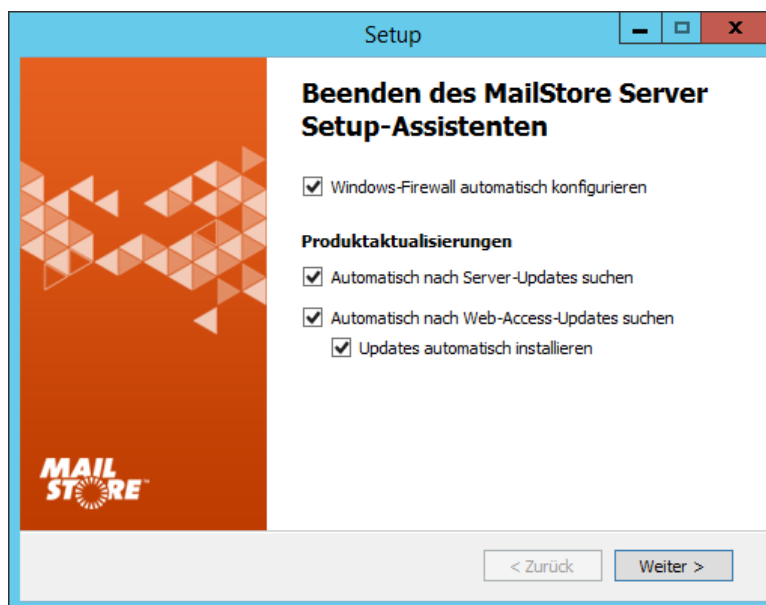 Setup
Beenden des MailStore Server
Setup-Assistenten
Windows-Firewall automatisch konfigurieren
Produktaktualisierungen
Automatisch nach Server-Updates suchen
Automatisch nach Web-Access-Updates suchen
Updates automatisch installieren
MAIL
STORE™
< Zurück
Weiter >